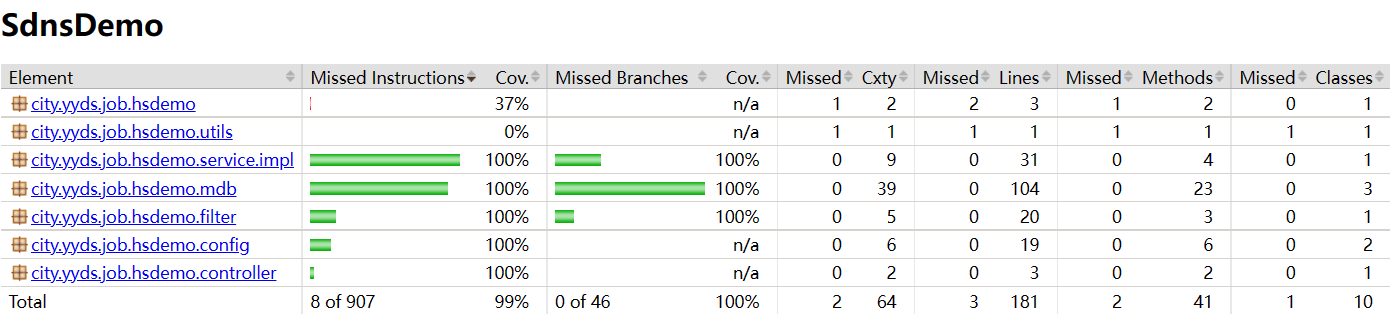 SdnsDemo
Element Missed Instructions Cov. Missed Branches Cov. Missed Cxty Missed Lines Missed Methods Missed Classes
city.yyds.job.hsdemo 37% n/a 1 2 2 3 1 2 0 1
city.yyds.job.hsdemo.utils 0% n/a 1 1 1 1 1 1 1 1
city.yyds.job.hsdemo.service.impl 100% 100% 0 9 0 31 0 4 0 1
city.yyds.job.hsdemo.mdb 100% 100% 0 39 0 104 0 23 0 3
city.yyds.job.hsdemo.filter 100% 100% 0 5 0 20 0 3 0 1
city.yyds.job.hsdemo.config 100% n/a 0 6 0 19 0 6 0 2
city.yyds.job.hsdemo.controller 100% n/a 0 2 0 3 0 2 0 1
Total 8 of 907 99% 0 of 46 100% 2 64 3 181 2 41 1 10